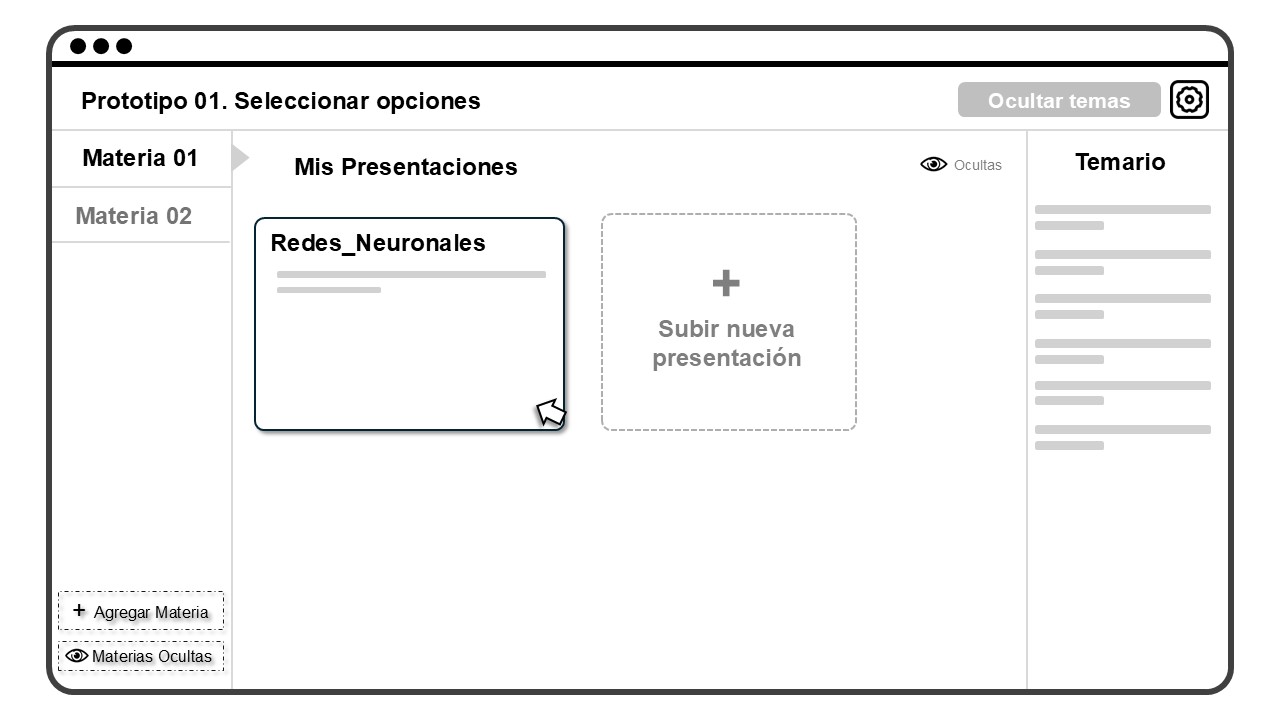 Prototipo 01. Seleccionar opciones
Ocultar temas
Materia 01
Materia 02
Mis Presentaciones
Ocultas
Temario
Redes_Neuronales
+
Subir nueva
presentación
+ Agregar Materia
Materias Ocultas